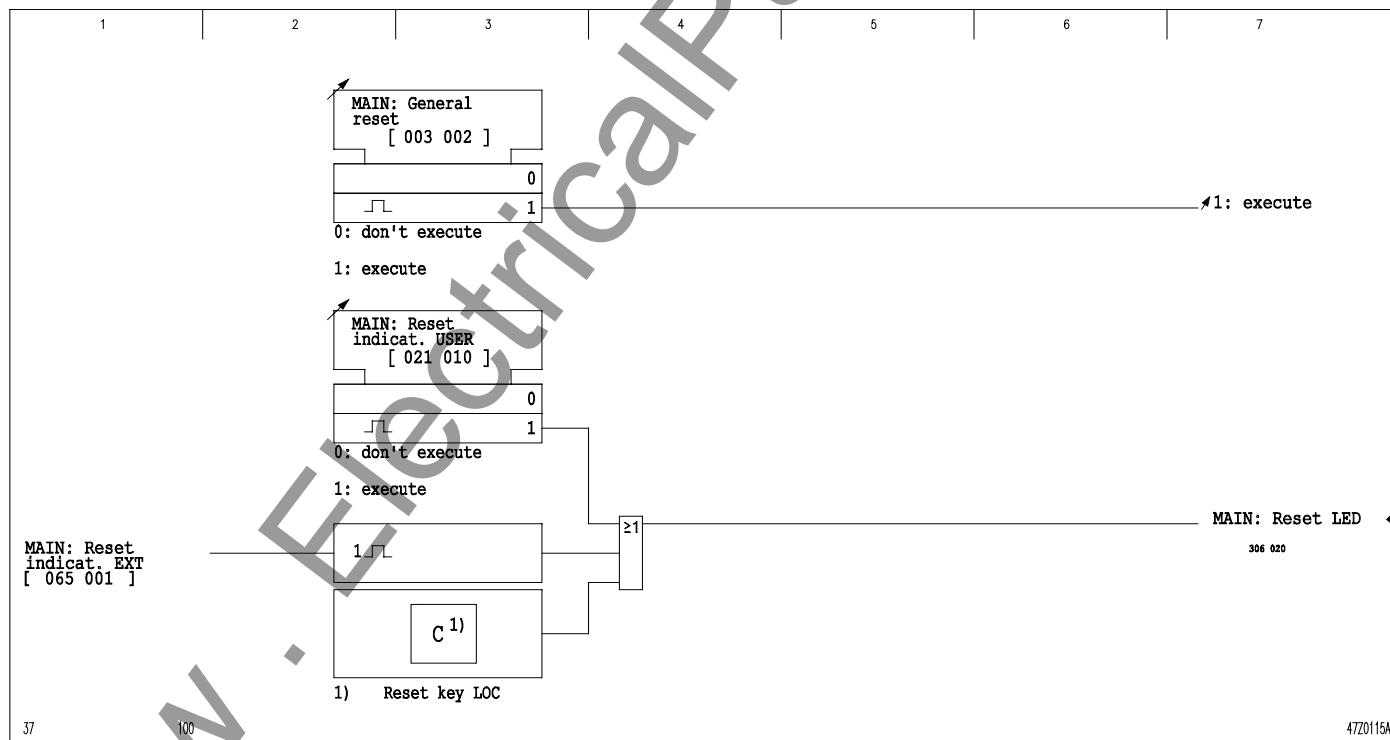 1 2 3 4 5 6 7
MAIN: General
reset
[ 003 002 ]
0
1
1: execute
0: don't execute
1: execute
MAIN: Reset
indicat. USER
[ 021 010 ]
0
1
0: don't execute
1: execute
≥1
MAIN: Reset LED
306 020
MAIN: Reset
indicat. EXT
[ 065 001 ]
1
C 1)
1) Reset key LOC
37 100 47Z0115A
w . ElectricalP